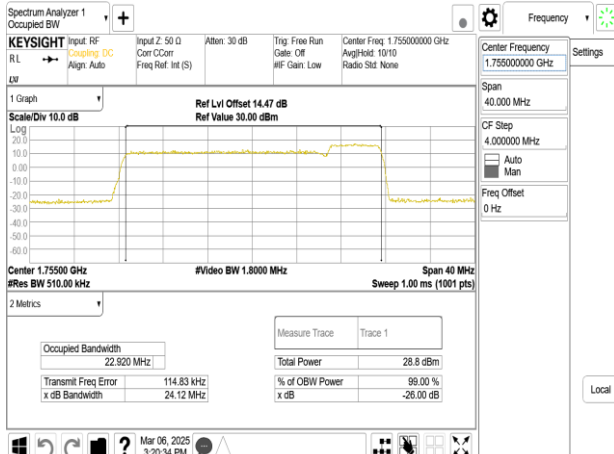 Spectrum Analyzer 1
Occupied BW
Frequency
KEYSIGHT
RL
LXI
Input: RF
Coupling: DC
Align: Auto
Input Z: 50 Ω
Corr CCorr
Freq Ref: Int (S)
Atten: 30 dB
Trig: Free Run
Gate: Off
#IF Gain: Low
Center Freq: 1.755000000 GHz
Avg|Hold: 10/10
Radio Std: None
Center Frequency
1.755000000 GHz
Settings
Span
40.000 MHz
CF Step
4.000000 MHz
Auto
Man
Freq Offset
0 Hz
Local
1 Graph
Scale/Div 10.0 dB
Ref Lvl Offset 14.47 dB
Ref Value 30.00 dBm
Log
20.0
10.0
0.00
-10.0
-20.0
-30.0
-40.0
-50.0
-60.0
Center 1.75500 GHz
#Video BW 1.8000 MHz
Span 40 MHz
#Res BW 510.00 kHz
Sweep 1.00 ms (1001 pts)
2 Metrics
Measure Trace
Trace 1
Occupied Bandwidth
22.920 MHz
Total Power
28.8 dBm
Transmit Freq Error
114.83 kHz
% of OBW Power
99.00 %
x dB Bandwidth
24.12 MHz
x dB
-26.00 dB
Mar 06, 2025
3:20:34 PM